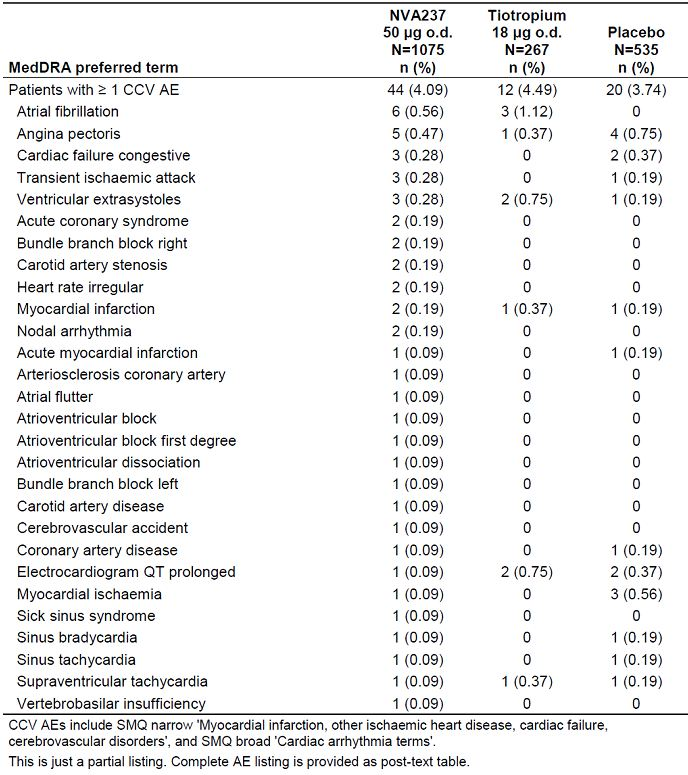 NVA237 Tiotropium
50 µg o.d. 18 µg o.d. Placebo
N=1075 N=267 N=535
MedDRA preferred term n (%) n (%) n (%)
Patients with ≥ 1 CCV AE 44 (4.09) 12 (4.49) 20 (3.74)
Atrial fibrillation 6 (0.56) 3 (1.12) 0
Angina pectoris 5 (0.47) 1 (0.37) 4 (0.75)
Cardiac failure congestive 3 (0.28) 0 2 (0.37)
Transient ischaemic attack 3 (0.28) 0 1 (0.19)
Ventricular extrasystoles 3 (0.28) 2 (0.75) 1 (0.19)
Acute coronary syndrome 2 (0.19) 0 0
Bundle branch block right 2 (0.19) 0 0
Carotid artery stenosis 2 (0.19) 0 0
Heart rate irregular 2 (0.19) 0 0
Myocardial infarction 2 (0.19) 1 (0.37) 1 (0.19)
Nodal arrhythmia 2 (0.19) 0 0
Acute myocardial infarction 1 (0.09) 0 1 (0.19)
Arteriosclerosis coronary artery 1 (0.09) 0 0
Atrial flutter 1 (0.09) 0 0
Atrioventricular block 1 (0.09) 0 0
Atrioventricular block first degree 1 (0.09) 0 0
Atrioventricular dissociation 1 (0.09) 0 0
Bundle branch block left 1 (0.09) 0 0
Carotid artery disease 1 (0.09) 0 0
Cerebrovascular accident 1 (0.09) 0 0
Coronary artery disease 1 (0.09) 0 1 (0.19)
Electrocardiogram QT prolonged 1 (0.09) 2 (0.75) 2 (0.37)
Myocardial ischaemia 1 (0.09) 0 3 (0.56)
Sick sinus syndrome 1 (0.09) 0 0
Sinus bradycardia 1 (0.09) 0 1 (0.19)
Sinus tachycardia 1 (0.09) 0 1 (0.19)
Supraventricular tachycardia 1 (0.09) 1 (0.37) 1 (0.19)
Vertebrobasilar insufficiency 1 (0.09) 0 0
CCV AEs include SMQ narrow 'Myocardial infarction, other ischaemic heart disease, cardiac failure,
cerebrovascular disorders', and SMQ broad 'Cardiac arrhythmia terms'.
This is just a partial listing. Complete AE listing is provided as post-text table.